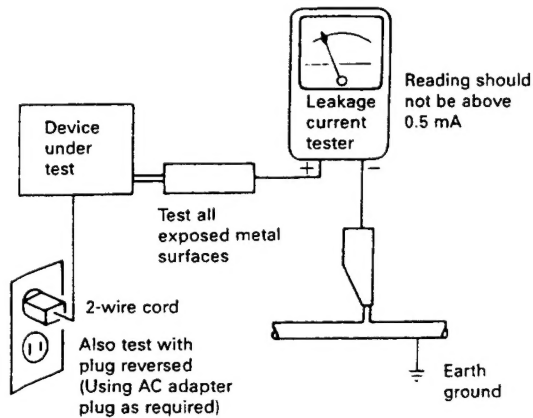 Device
under
test
Leakage
current
tester
+
−
Reading should
not be above
0.5 mA
Test all
exposed metal
surfaces
2-wire cord
Also test with
plug reversed
(Using AC adapter
plug as required)
Earth
ground